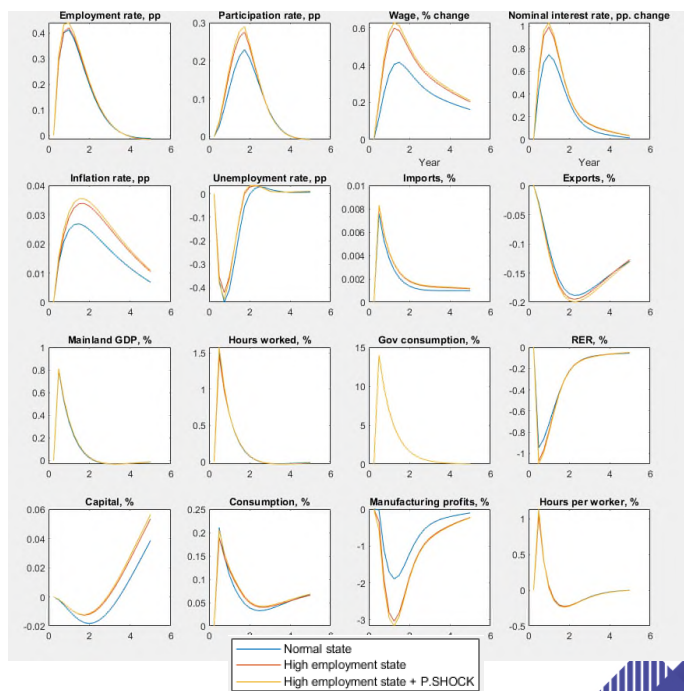 Employment rate, pp
Participation rate, pp
Wage, % change
Nominal interest rate, pp. change
0.4
0.3
0.2
0.1
0
0 2 4 6
0.3
0.2
0.1
0
0 2 4 6
0.6
0.4
0.2
0
0 2 4 6
Year
1
0.8
0.6
0.4
0.2
0
0 2 4 6
Year
Inflation rate, pp
Unemployment rate, pp
Imports, %
Exports, %
0.04
0.03
0.02
0.01
0
0 2 4 6
0
-0.1
-0.2
-0.3
-0.4
0 2 4 6
0.01
0.008
0.006
0.004
0.002
0
0 2 4 6
0
-0.05
-0.1
-0.15
-0.2
0 2 4 6
Mainland GDP, %
Hours worked, %
Gov consumption, %
RER, %
1
0.8
0.6
0.4
0.2
0
0 2 4 6
1.5
1
0.5
0
0 2 4 6
15
10
5
0
0 2 4 6
0
-0.2
-0.4
-0.6
-0.8
-1
0 2 4 6
Capital, %
Consumption, %
Manufacturing profits, %
Hours per worker, %
0.06
0.04
0.02
0
-0.02
0 2 4 6
0.25
0.2
0.15
0.1
0.05
0
0 2 4 6
0
-1
-2
-3
0 2 4 6
1
0.5
0
-0.5
0 2 4 6
Normal state
High employment state
High employment state + P.SHOCK